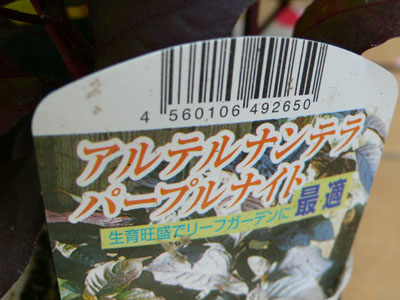 4 560106 492650
アルテルナンテラ
パープルナイト
生育旺盛でリーフガーデンに 最適